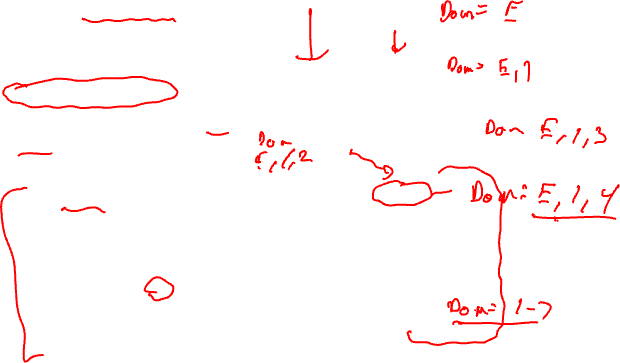 Dom= E
Dom= E,1
Dom E,1,3
Dom
E,1,2
Dom= E,1,4
Dom= 1-7